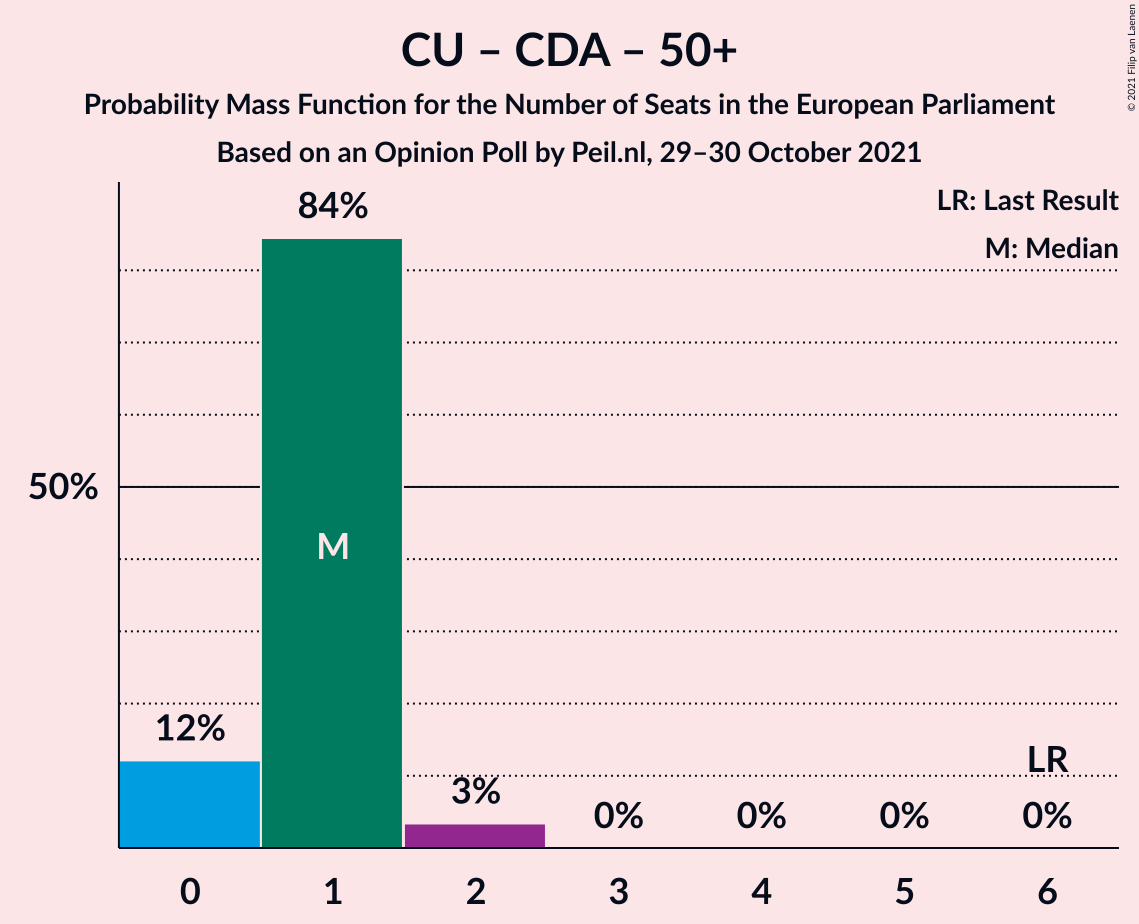 CU – CDA – 50+
Probability Mass Function for the Number of Seats in the European Parliament
Based on an Opinion Poll by Peil.nl, 29–30 October 2021
© 2021 Filip van Laenen
LR: Last Result
M: Median
84%
50%
M
12%
3%
0%
0%
0%
LR
0%
0 1 2 3 4 5 6